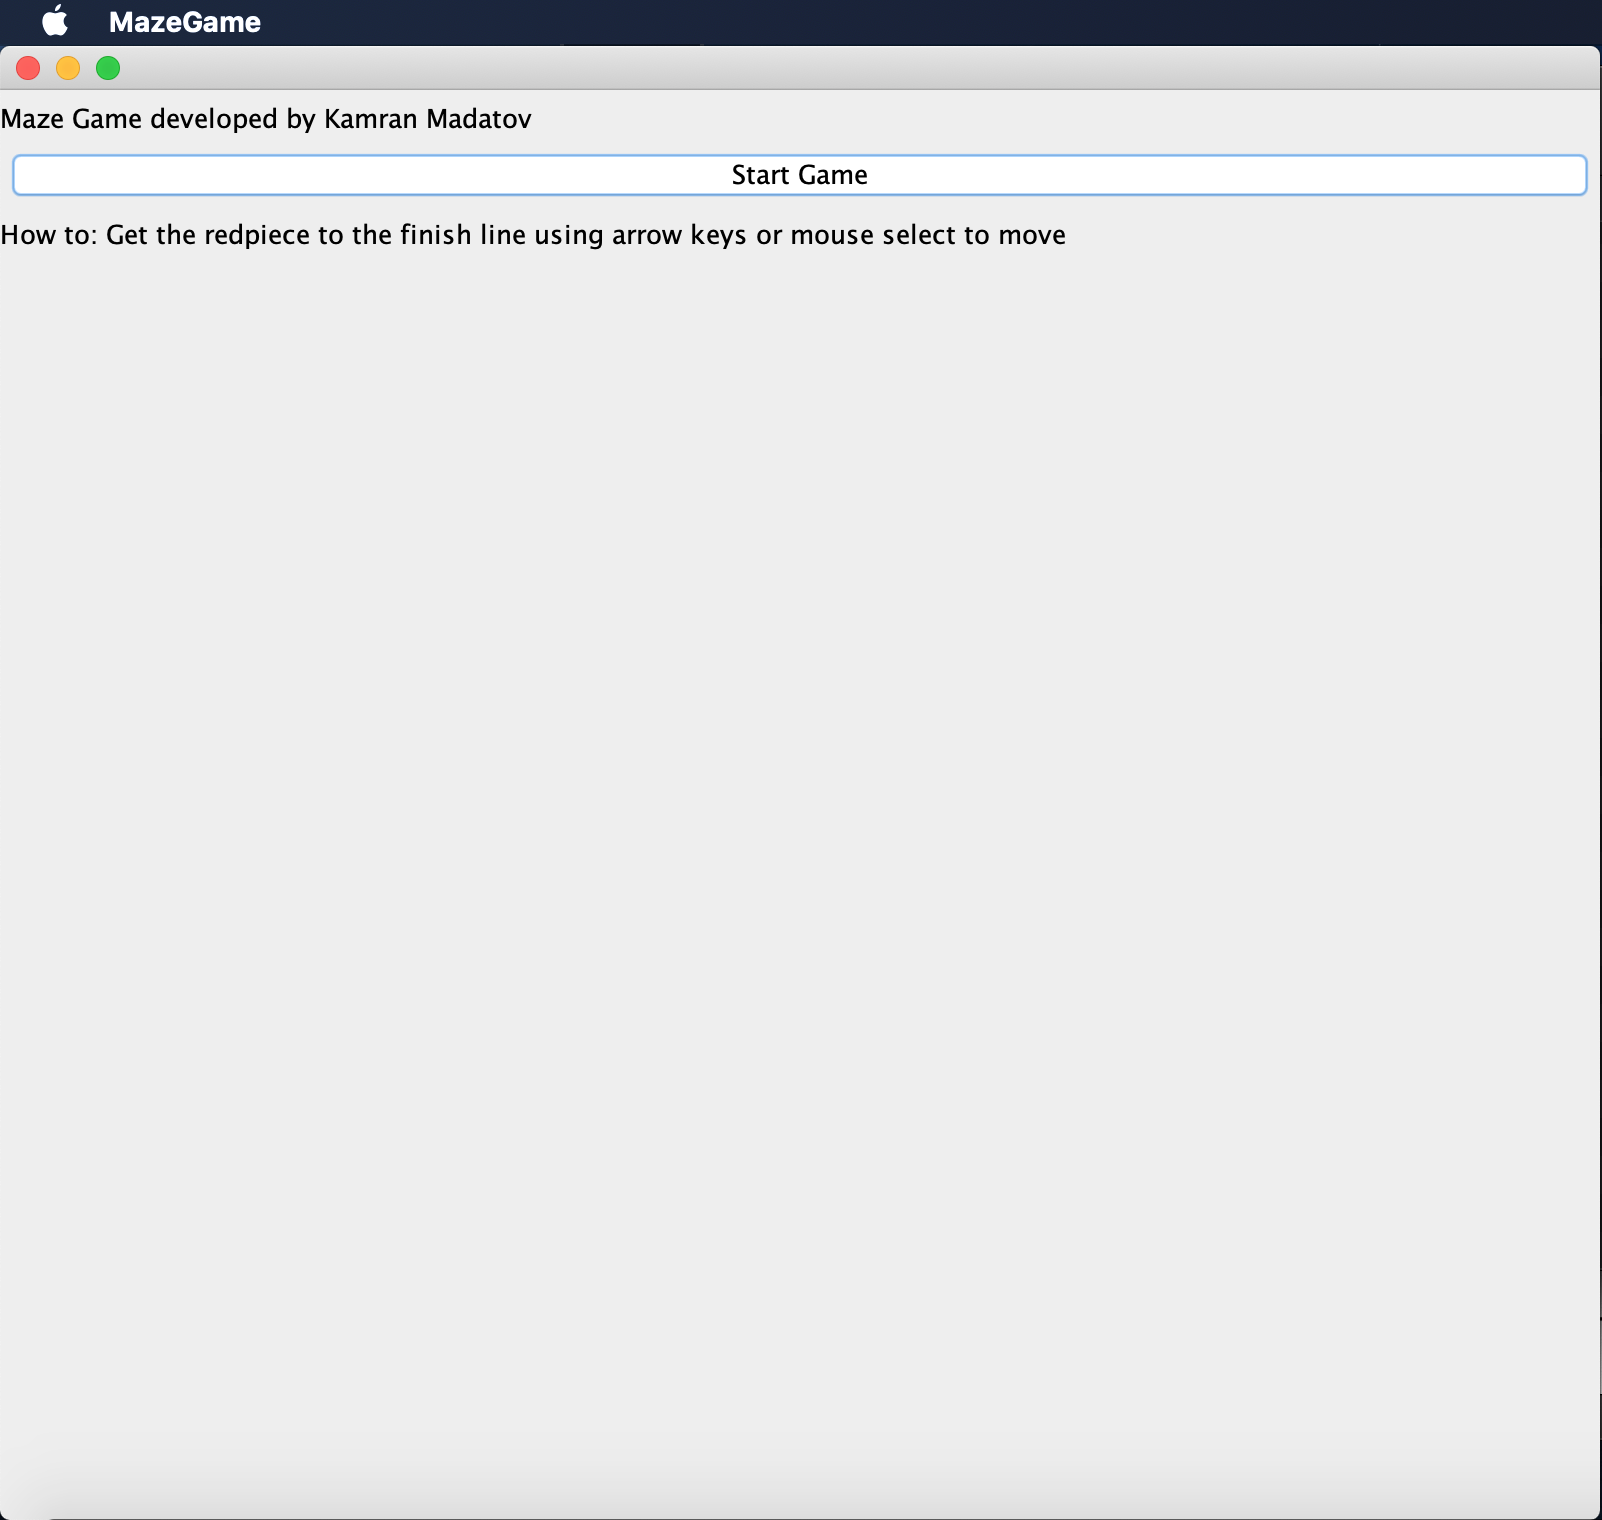 MazeGame
Maze Game developed by Kamran Madatov
Start Game
How to: Get the redpiece to the finish line using arrow keys or mouse select to move